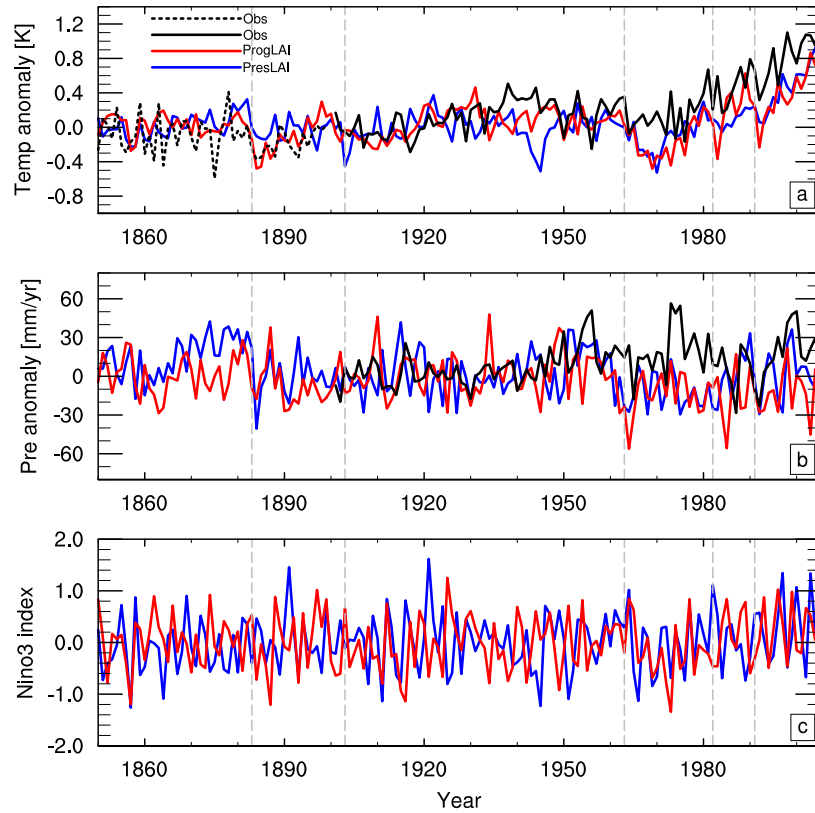 Temp anomaly [K]
1.2
0.8
0.4
0.0
-0.4
-0.8
Obs
Obs
ProgLAI
PresLAI
a
1860
1890
1920
1950
1980
Pre anomaly [mm/yr]
60
30
0
-30
-60
b
1860
1890
1920
1950
1980
Nino3 index
2.0
1.0
0.0
-1.0
-2.0
c
1860
1890
1920
1950
1980
Year